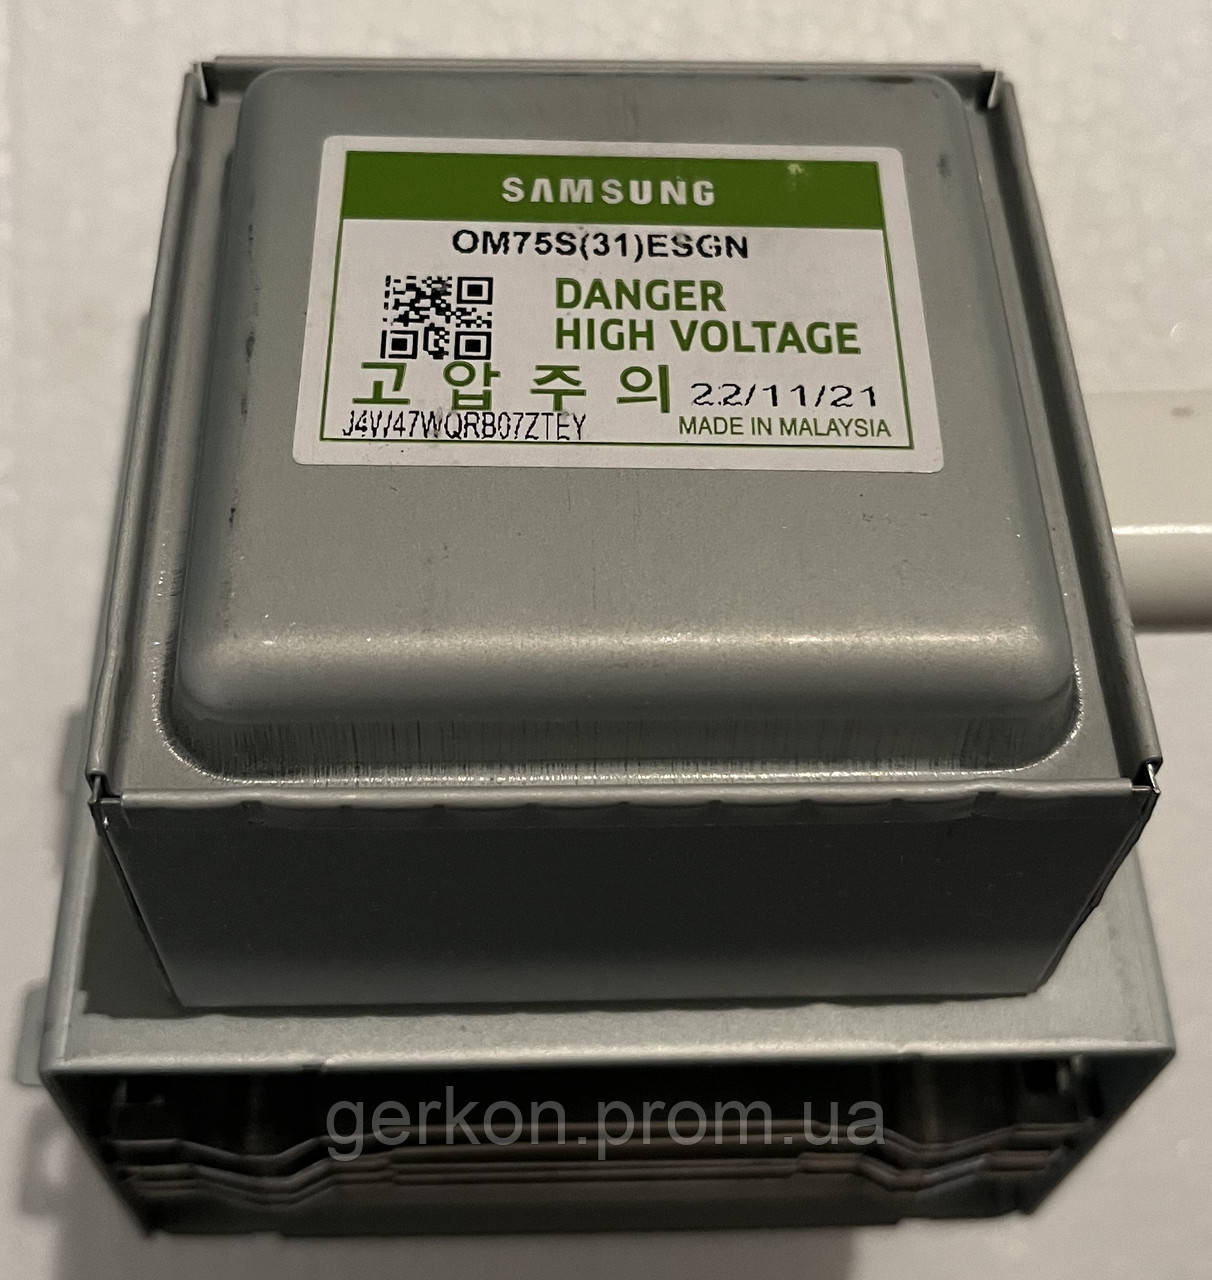 SAMSUNG
OM75S(31)ESGN
DANGER
HIGH VOLTAGE
고 압 주 의 22/11/21
J4VJ47WQRB07ZTEY MADE IN MALAYSIA
gerkon.prom.ua